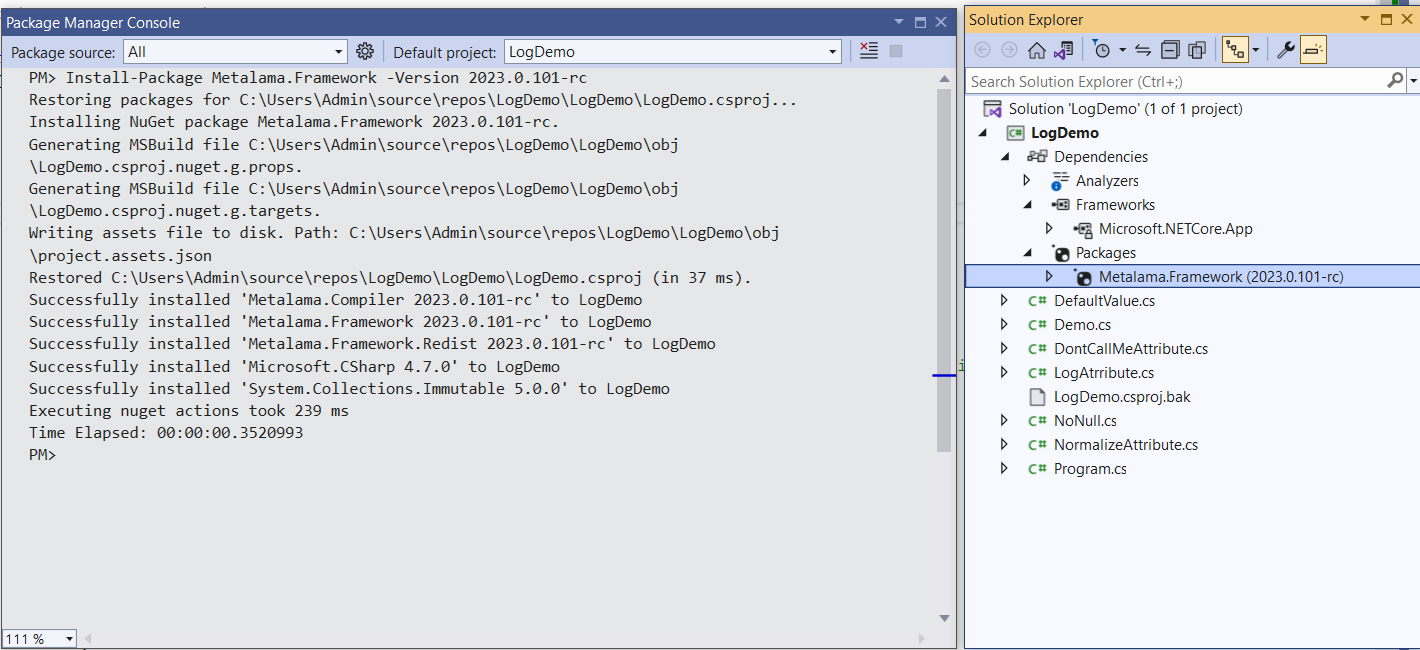 Package Manager Console
Package source: All
Default project: LogDemo
PM> Install-Package Metalama.Framework -Version 2023.0.101-rc
Restoring packages for C:\Users\Admin\source\repos\LogDemo\LogDemo\LogDemo.csproj...
Installing NuGet package Metalama.Framework 2023.0.101-rc.
Generating MSBuild file C:\Users\Admin\source\repos\LogDemo\LogDemo\obj
\LogDemo.csproj.nuget.g.props.
Generating MSBuild file C:\Users\Admin\source\repos\LogDemo\LogDemo\obj
\LogDemo.csproj.nuget.g.targets.
Writing assets file to disk. Path: C:\Users\Admin\source\repos\LogDemo\LogDemo\obj
\project.assets.json
Restored C:\Users\Admin\source\repos\LogDemo\LogDemo\LogDemo.csproj (in 37 ms).
Successfully installed 'Metalama.Compiler 2023.0.101-rc' to LogDemo
Successfully installed 'Metalama.Framework 2023.0.101-rc' to LogDemo
Successfully installed 'Metalama.Framework.Redist 2023.0.101-rc' to LogDemo
Successfully installed 'Microsoft.CSharp 4.7.0' to LogDemo
Successfully installed 'System.Collections.Immutable 5.0.0' to LogDemo
Executing nuget actions took 239 ms
Time Elapsed: 00:00:00.3520993
PM>
111 %
Solution Explorer
Search Solution Explorer (Ctrl+;)
Solution 'LogDemo' (1 of 1 project)
C# LogDemo
Dependencies
Analyzers
Frameworks
Microsoft.NETCore.App
Packages
Metalama.Framework (2023.0.101-rc)
C# DefaultValue.cs
C# Demo.cs
C# DontCallMeAttribute.cs
C# LogAtrribute.cs
LogDemo.csproj.bak
C# NoNull.cs
C# NormalizeAttribute.cs
C# Program.cs